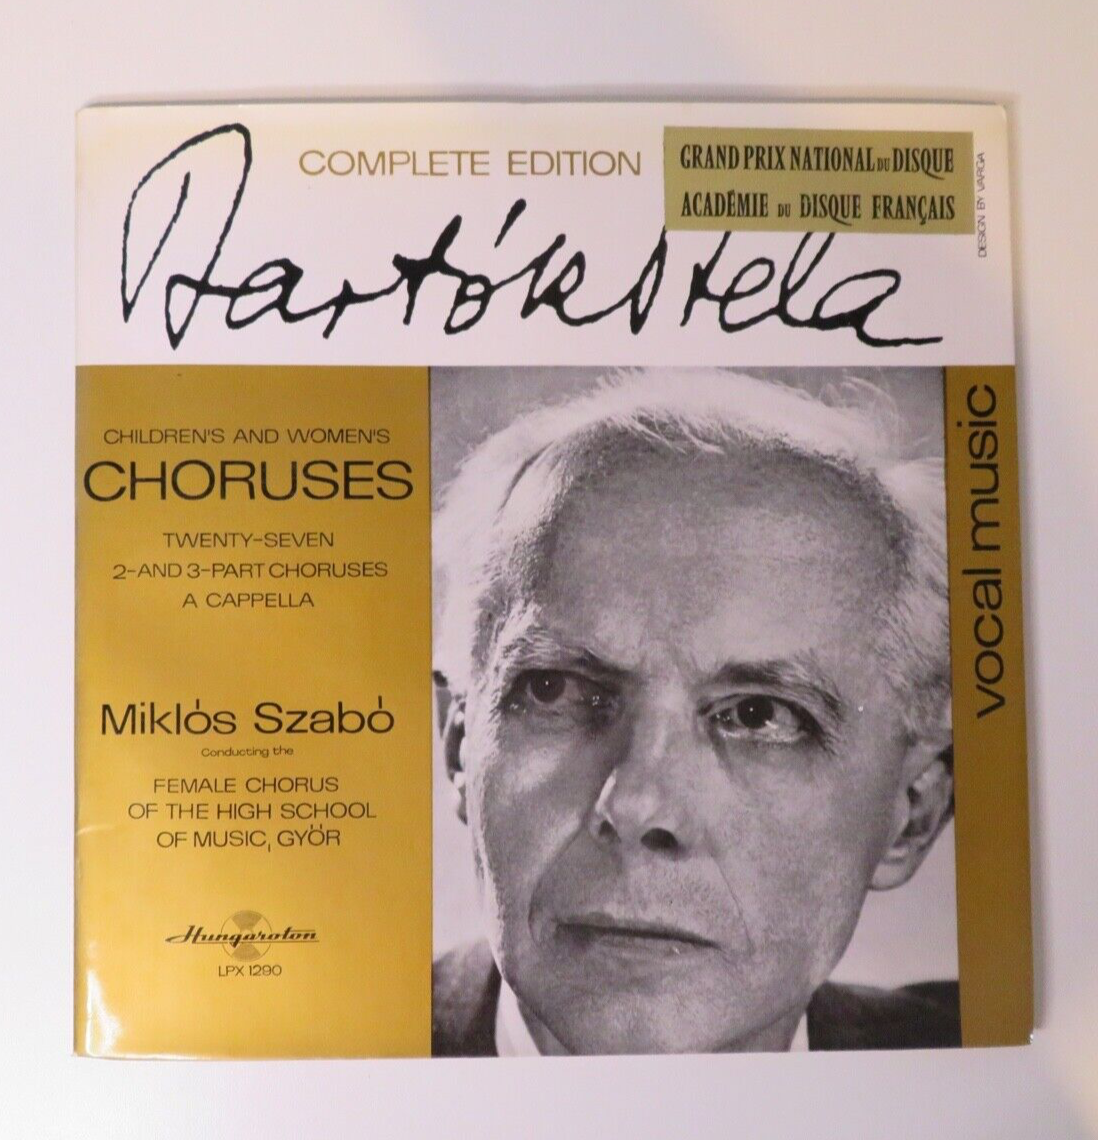 COMPLETE EDITION
GRAND PRIX NATIONAL DU DISQUE
ACADÉMIE DU DISQUE FRANÇAIS
DESIGN BY VARGA
Bartók Béla
CHILDREN'S AND WOMEN'S
CHORUSES
TWENTY-SEVEN
2-AND 3-PART CHORUSES
A CAPPELLA
Miklós Szabó
Conducting the
FEMALE CHORUS
OF THE HIGH SCHOOL
OF MUSIC, GYŐR
Hungaroton
LPX 1290
vocal music